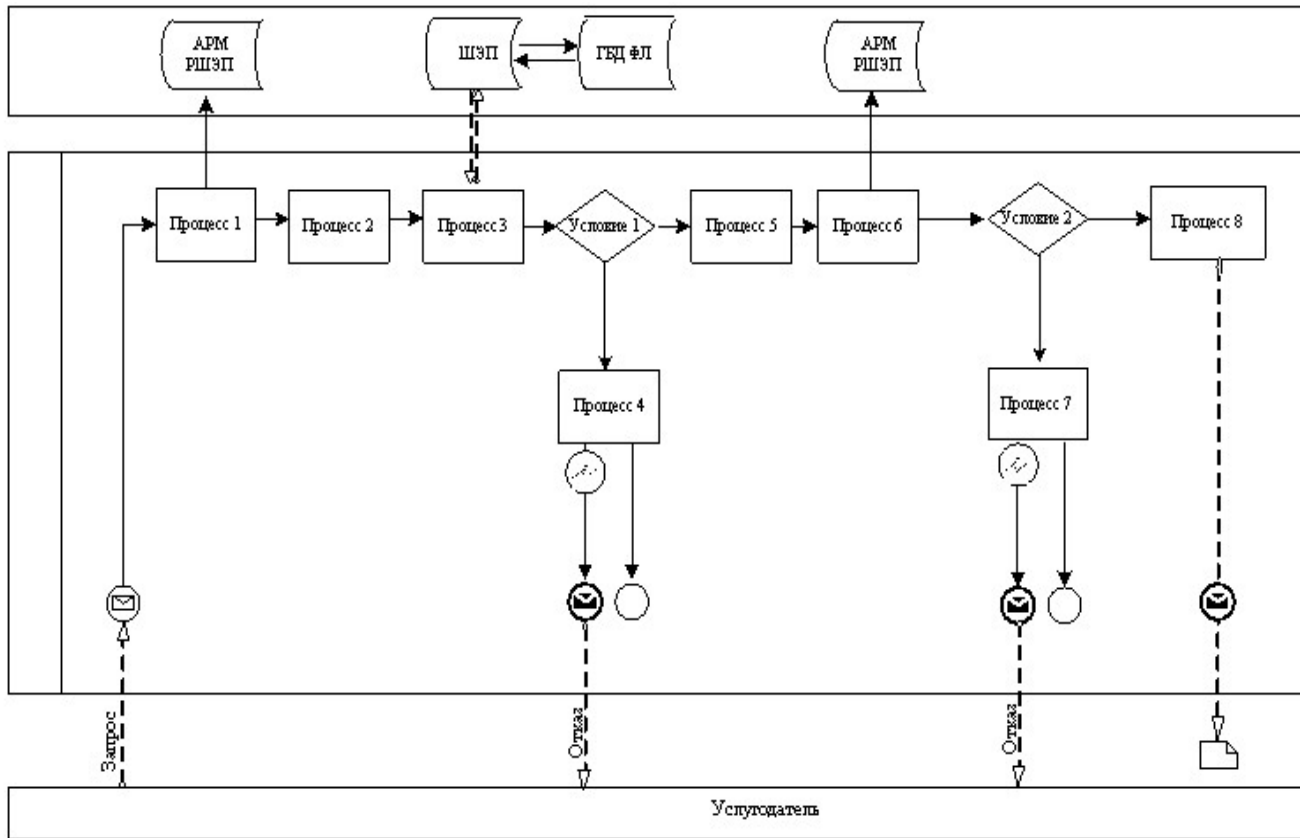 АРМ
РШЭП
ШЭП
ГБД ФЛ
АРМ
РШЭП
Процесс 1
Процесс 2
Процесс 3
Условие 1
Процесс 5
Процесс 6
Условие 2
Процесс 8
Процесс 4
Процесс 7
Запрос
Отказ
Отказ
Услугодатель